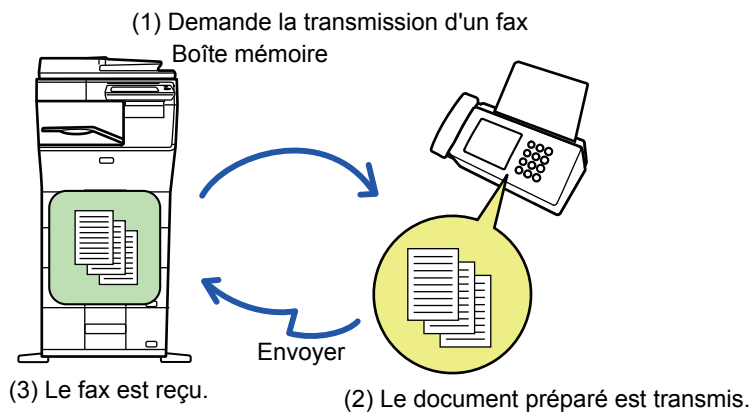 (1) Demande la transmission d'un fax
Boîte mémoire
Envoyer
(3) Le fax est reçu.
(2) Le document préparé est transmis.